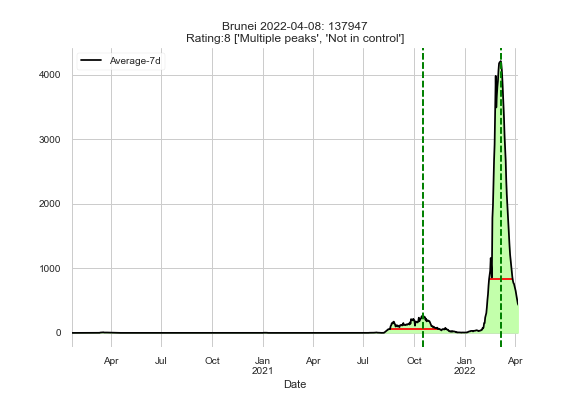 Brunei 2022-04-08: 137947
Rating:8 ['Multiple peaks', 'Not in control']
Average-7d
4000
3000
2000
1000
0
Apr Jul Oct Jan Apr Jul Oct Jan Apr
2021 2022
Date